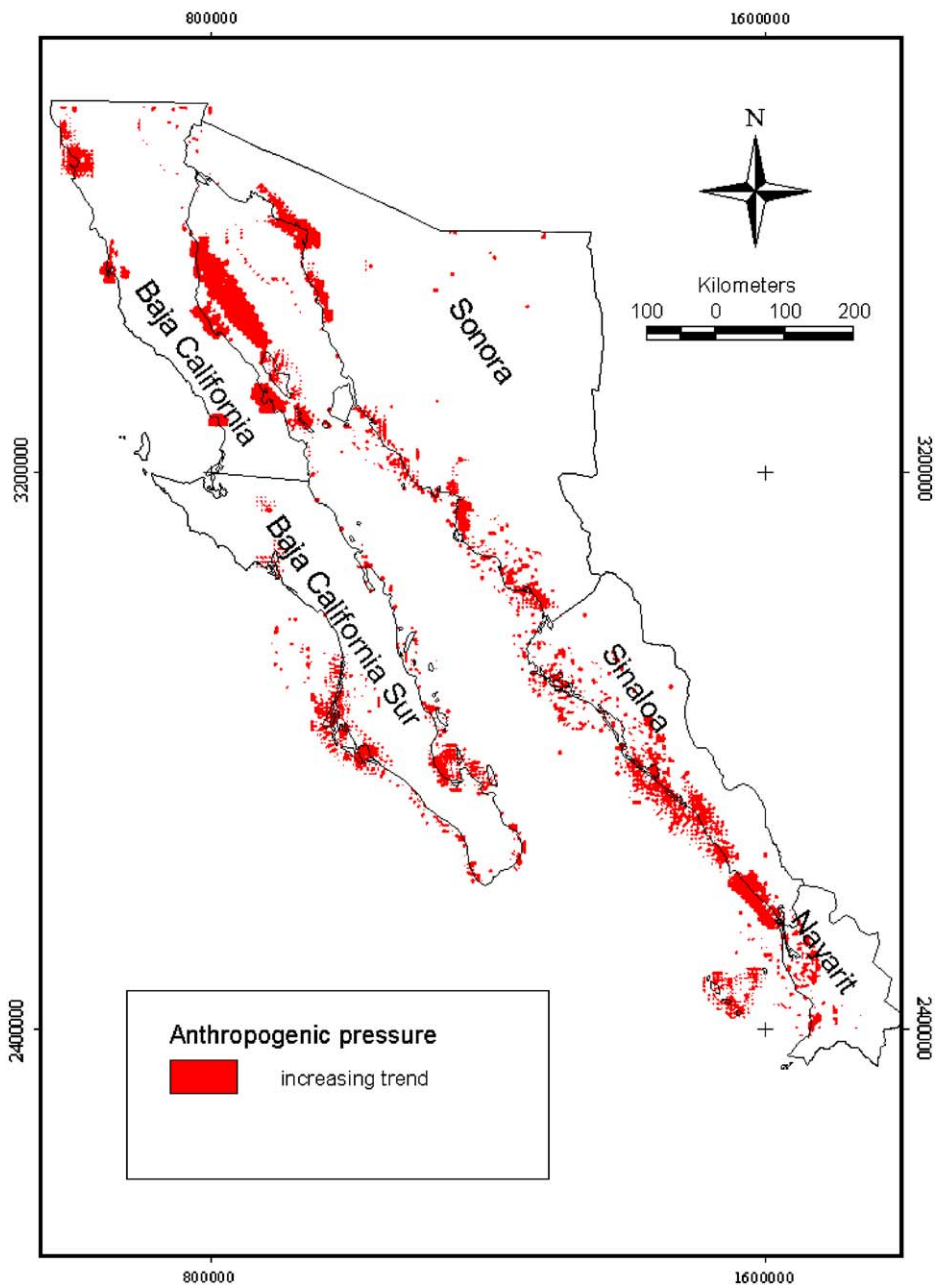 800000 1600000
N
Kilometers
100 0 100 200
Baja California
Sonora
3200000 3200000
Baja California Sur
Sinaloa
Nayarit
2400000 2400000
Anthropogenic pressure
increasing trend
800000 1600000